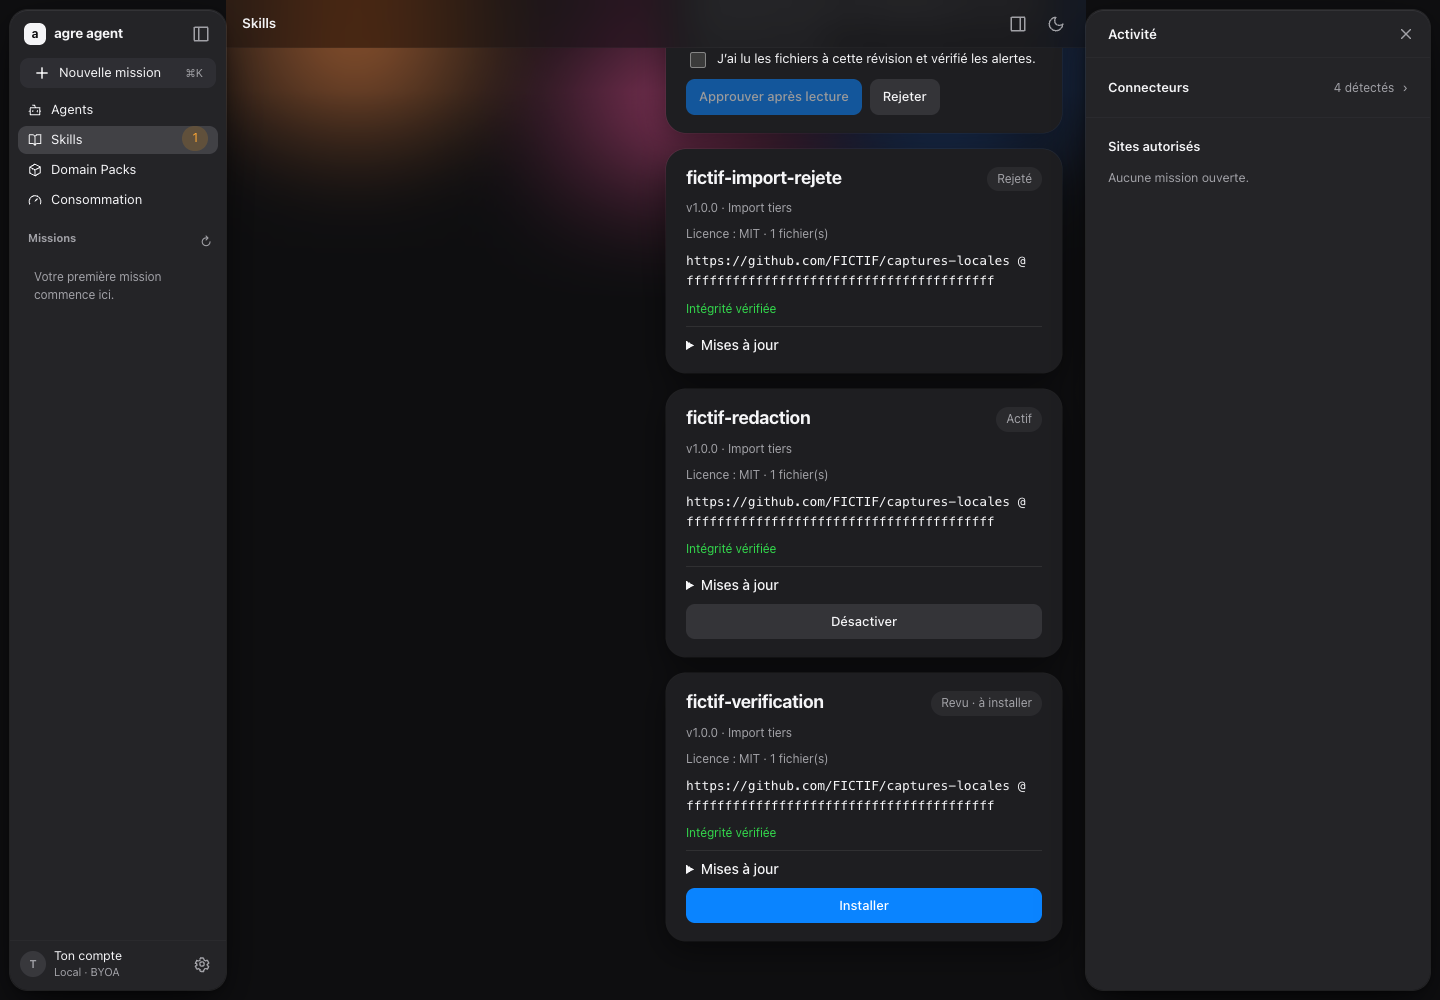 a agre agent
Nouvelle mission ⌘K
Agents
Skills 1
Domain Packs
Consommation
Missions
Votre première mission
commence ici.
T
Ton compte
Local · BYOA
Skills
J’ai lu les fichiers à cette révision et vérifié les alertes.
Approuver après lecture
Rejeter
fictif-import-rejete
Rejeté
v1.0.0 · Import tiers
Licence : MIT · 1 fichier(s)
https://github.com/FICTIF/captures-locales @
ffffffffffffffffffffffffffffffffffffffff
Intégrité vérifiée
Mises à jour
fictif-redaction
Actif
v1.0.0 · Import tiers
Licence : MIT · 1 fichier(s)
https://github.com/FICTIF/captures-locales @
ffffffffffffffffffffffffffffffffffffffff
Intégrité vérifiée
Mises à jour
Désactiver
fictif-verification
Revu · à installer
v1.0.0 · Import tiers
Licence : MIT · 1 fichier(s)
https://github.com/FICTIF/captures-locales @
ffffffffffffffffffffffffffffffffffffffff
Intégrité vérifiée
Mises à jour
Installer
Activité
Connecteurs
4 détectés ›
Sites autorisés
Aucune mission ouverte.